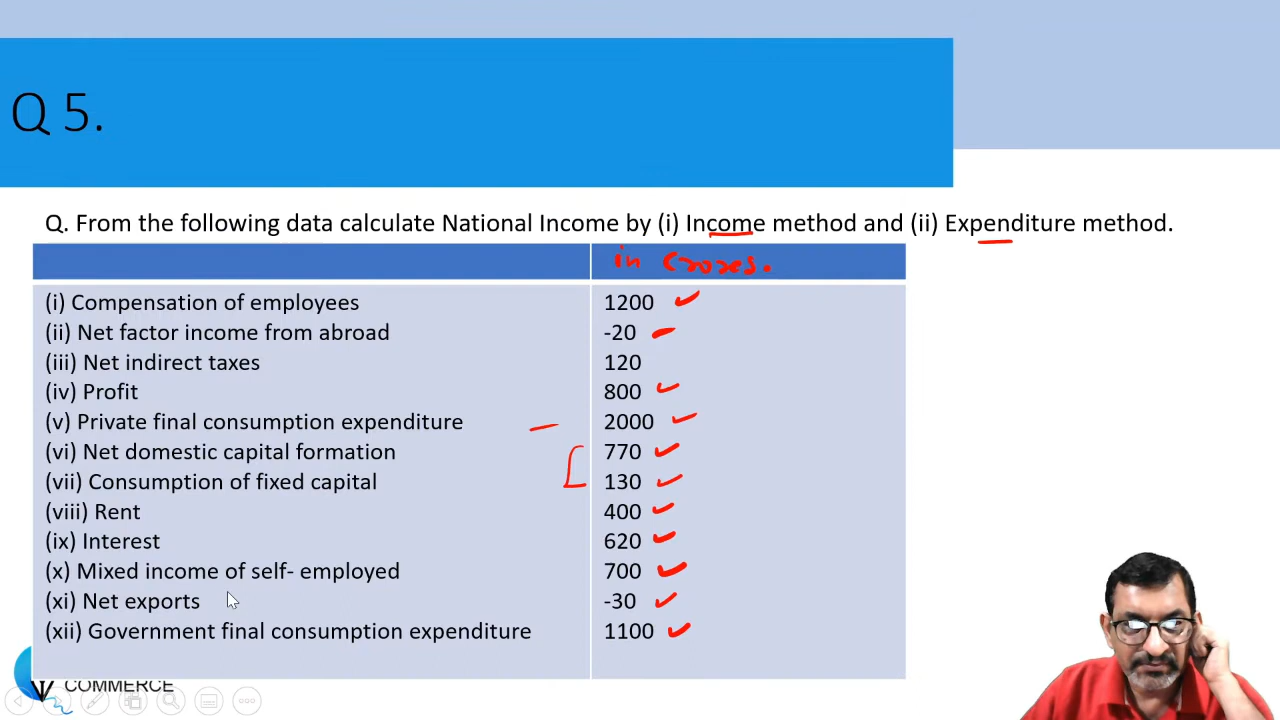 Q 5.
Q. From the following data calculate National Income by (i) Income method and (ii) Expenditure method.
in Crores.
(i) Compensation of employees 1200
(ii) Net factor income from abroad -20
(iii) Net indirect taxes 120
(iv) Profit 800
(v) Private final consumption expenditure 2000
(vi) Net domestic capital formation 770
(vii) Consumption of fixed capital 130
(viii) Rent 400
(ix) Interest 620
(x) Mixed income of self- employed 700
(xi) Net exports -30
(xii) Government final consumption expenditure 1100
COMMERCE